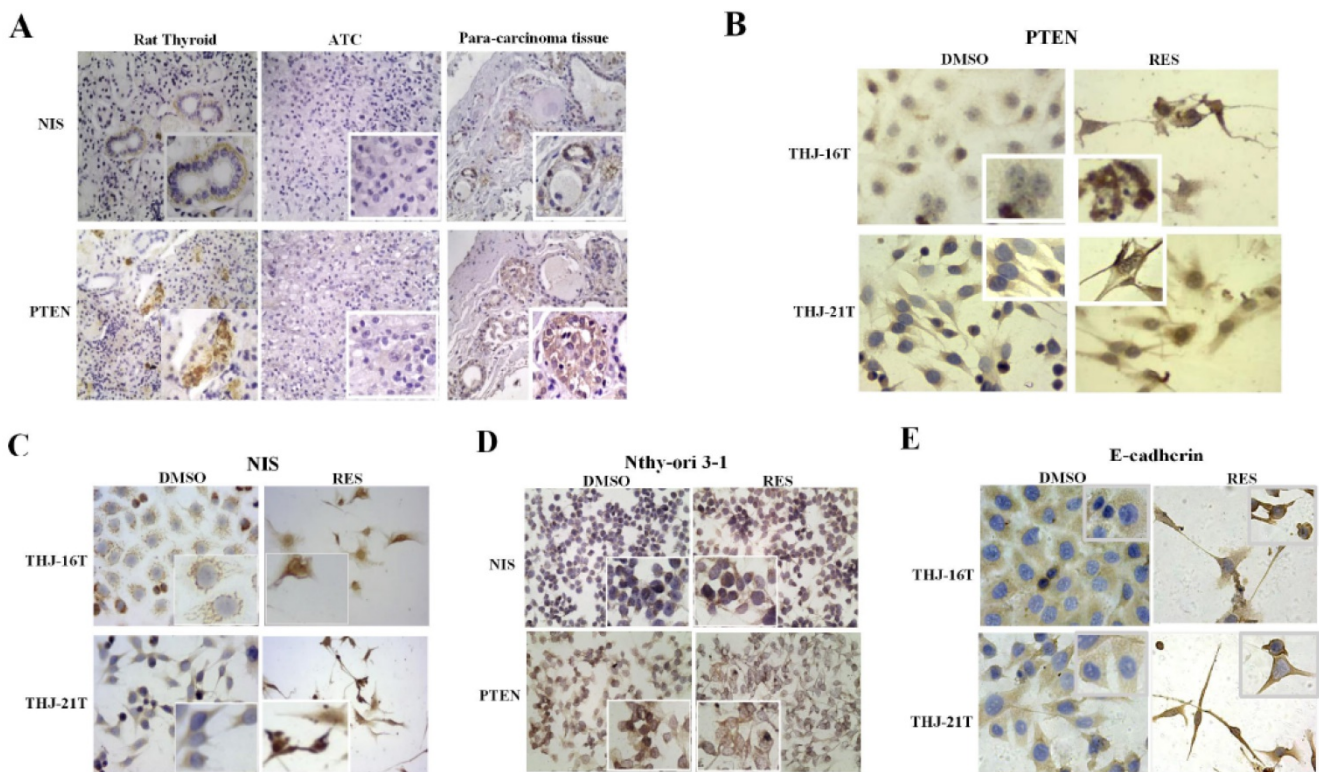 A
Rat Thyroid ATC Para-carcinoma tissue
NIS
PTEN
B
PTEN
DMSO RES
THJ-16T
THJ-21T
C
NIS
DMSO RES
THJ-16T
THJ-21T
D
Nthy-ori 3-1
DMSO RES
NIS
PTEN
E
E-cadherin
DMSO RES
THJ-16T
THJ-21T